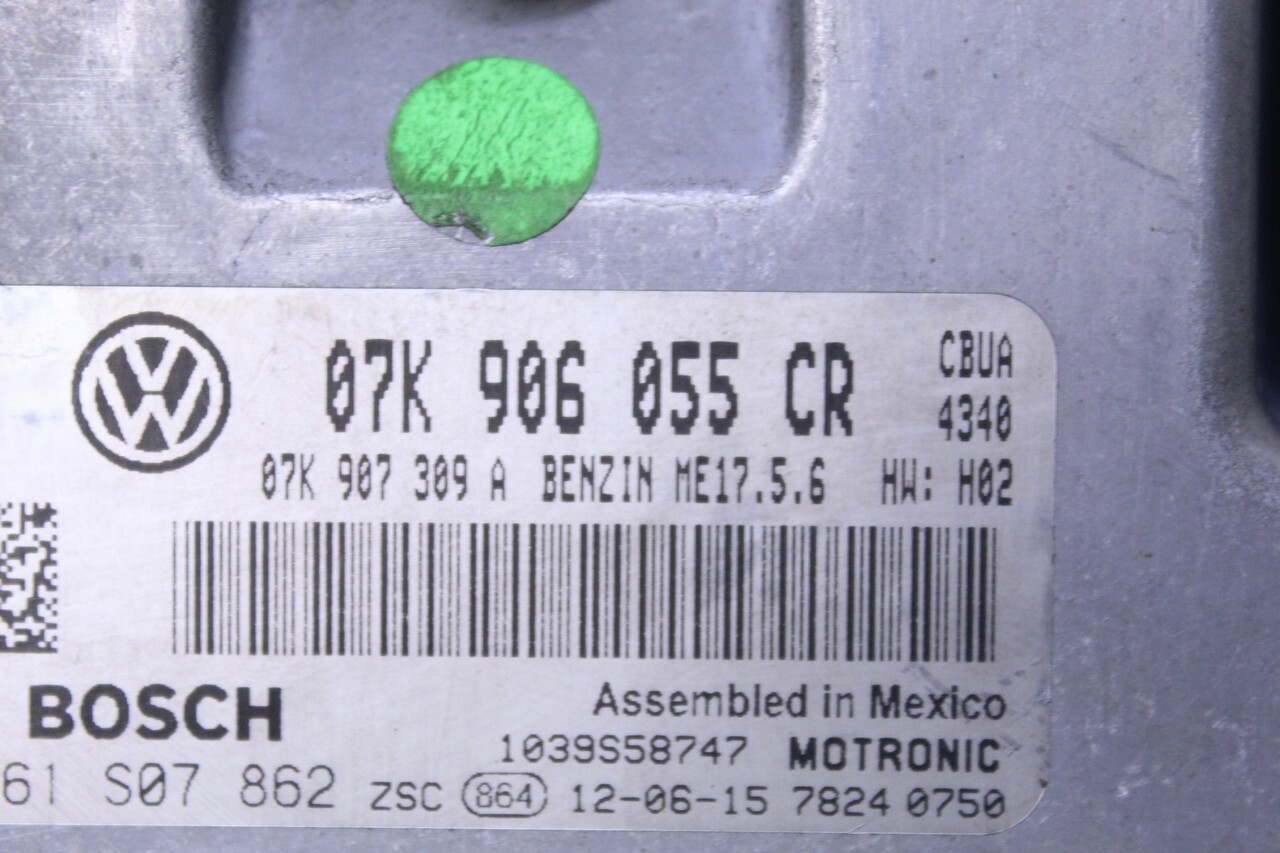 07K 906 055 CR
CBUA
4340
07K 907 309 A BENZIN ME17.5.6 HW: H02
BOSCH
Assembled in Mexico
1039S58747 MOTRONIC
61 S07 862 ZSC 864 12-06-15 7824 0750